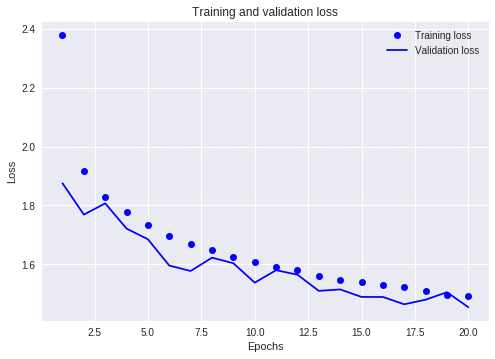 Training and validation loss
2.4
Training loss
Validation loss
2.2
2.0
Loss
1.8
1.6
2.5 5.0 7.5 10.0 12.5 15.0 17.5 20.0
Epochs